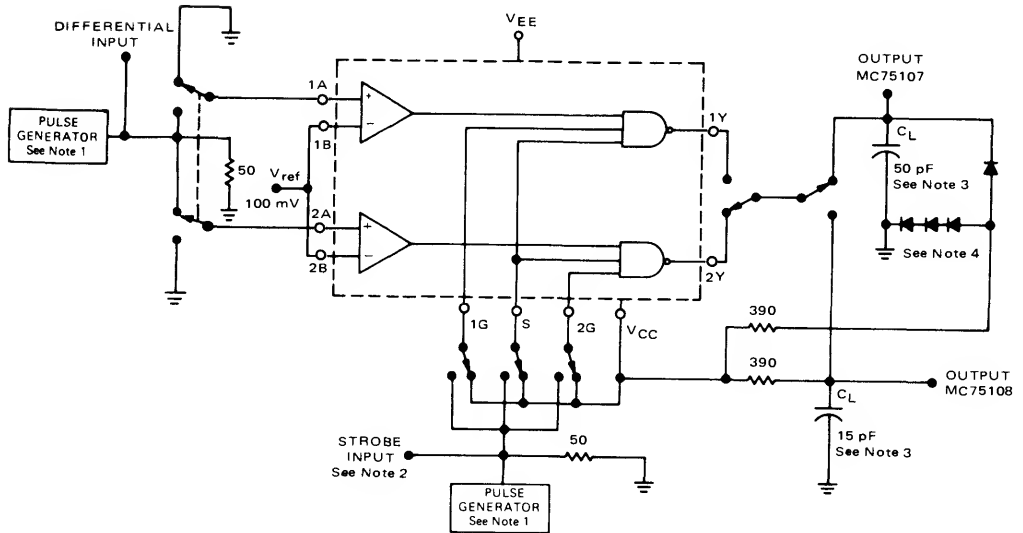 DIFFERENTIAL
INPUT
PULSE
GENERATOR
See Note 1
50
Vref
100 mV
VEE
1A
+
−
1B
2A
+
−
2B
1Y
2Y
1G
S
2G
VCC
OUTPUT
MC75107
CL
50 pF
See Note 3
See Note 4
390
390
OUTPUT
MC75108
CL
15 pF
See Note 3
STROBE
INPUT
See Note 2
50
PULSE
GENERATOR
See Note 1